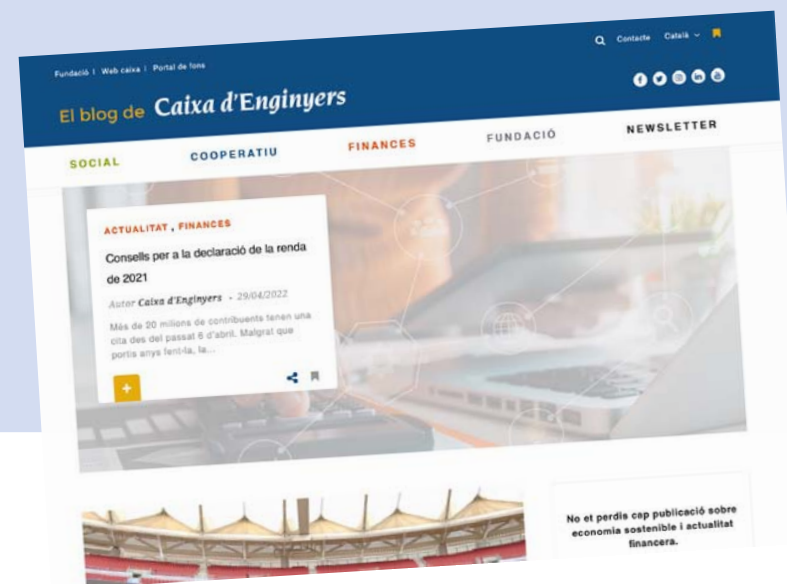 Fundació | Web caixa | Portal de fons
Contacte Català
El blog de Caixa d'Enginyers
SOCIAL COOPERATIU FINANCES FUNDACIÓ NEWSLETTER
ACTUALITAT , FINANCES
Consells per a la declaració de la renda
de 2021
Autor Caixa d'Enginyers - 29/04/2022
Més de 20 milions de contribuents tenen una
cita des del passat 6 d'abril. Malgrat que
portis anys fent-la, la...
No et perdis cap publicació sobre
economia sostenible i actualitat
financera.